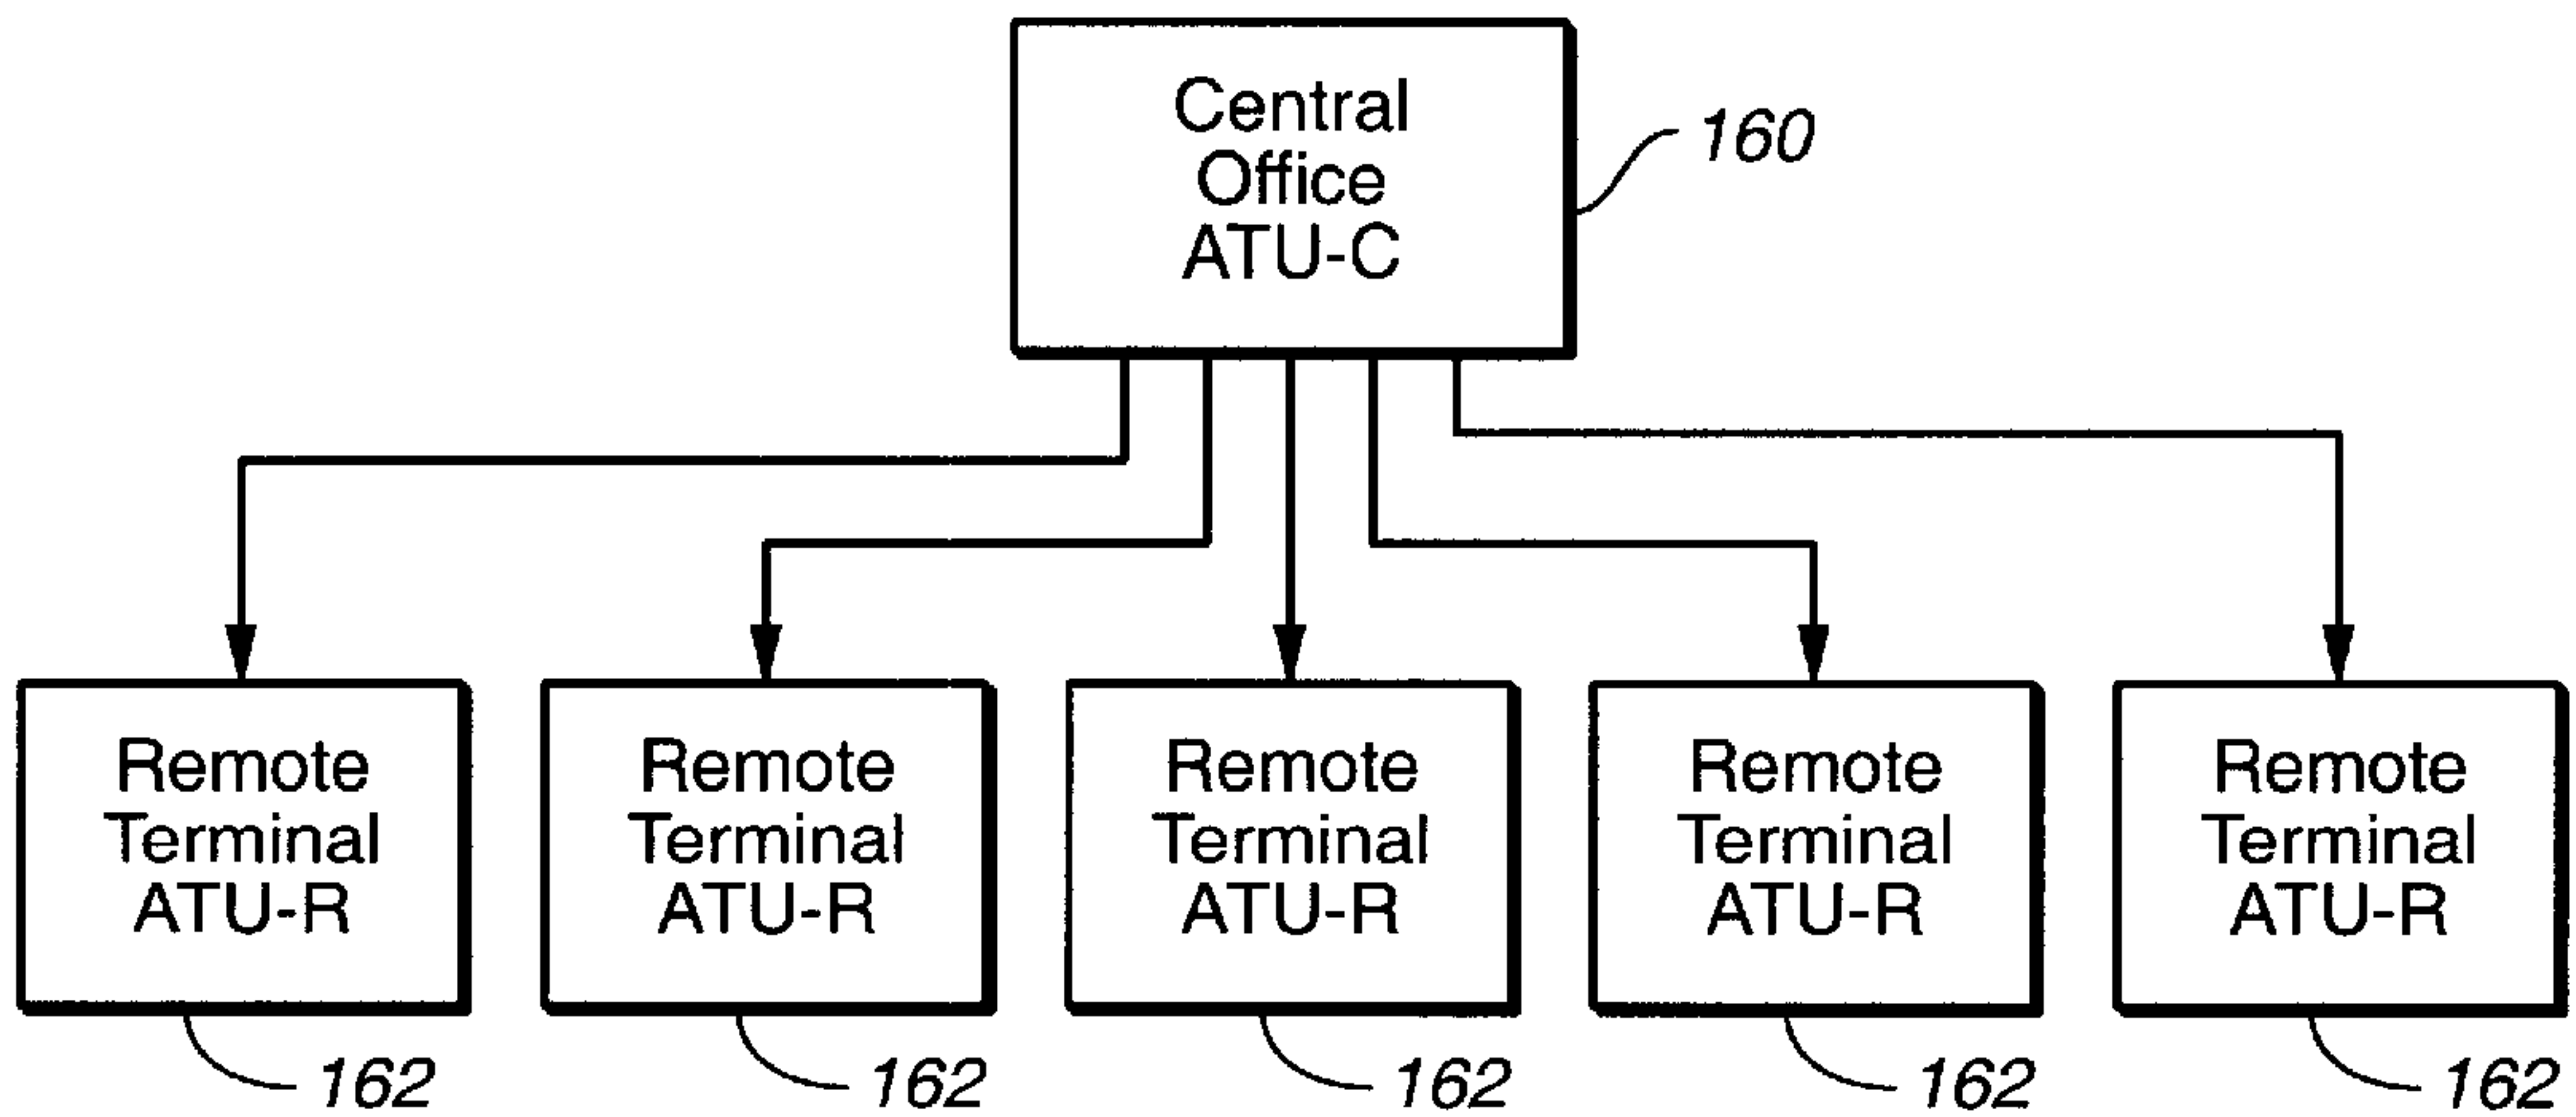 Central
Office
ATU-C
160
Remote
Terminal
ATU-R
Remote
Terminal
ATU-R
Remote
Terminal
ATU-R
Remote
Terminal
ATU-R
Remote
Terminal
ATU-R
162
162
162
162
162